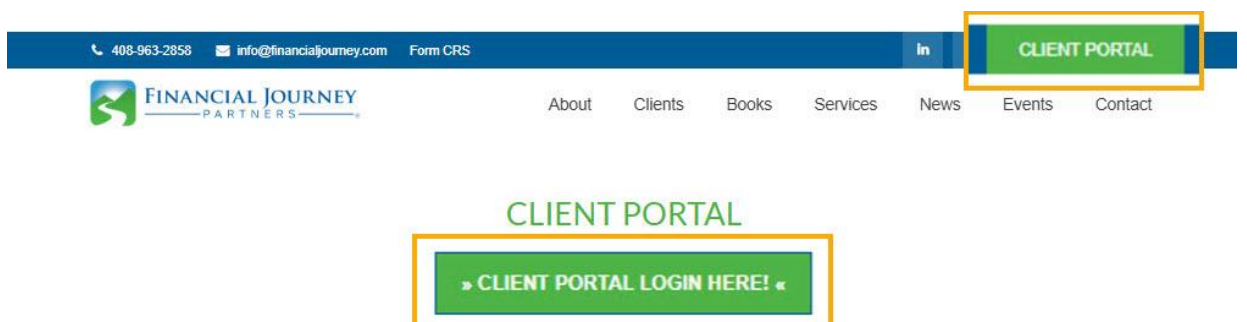 408-963-2858 info@financialjourney.com Form CRS in CLIENT PORTAL
FINANCIAL JOURNEY
PARTNERS
About Clients Books Services News Events Contact
CLIENT PORTAL
» CLIENT PORTAL LOGIN HERE! «